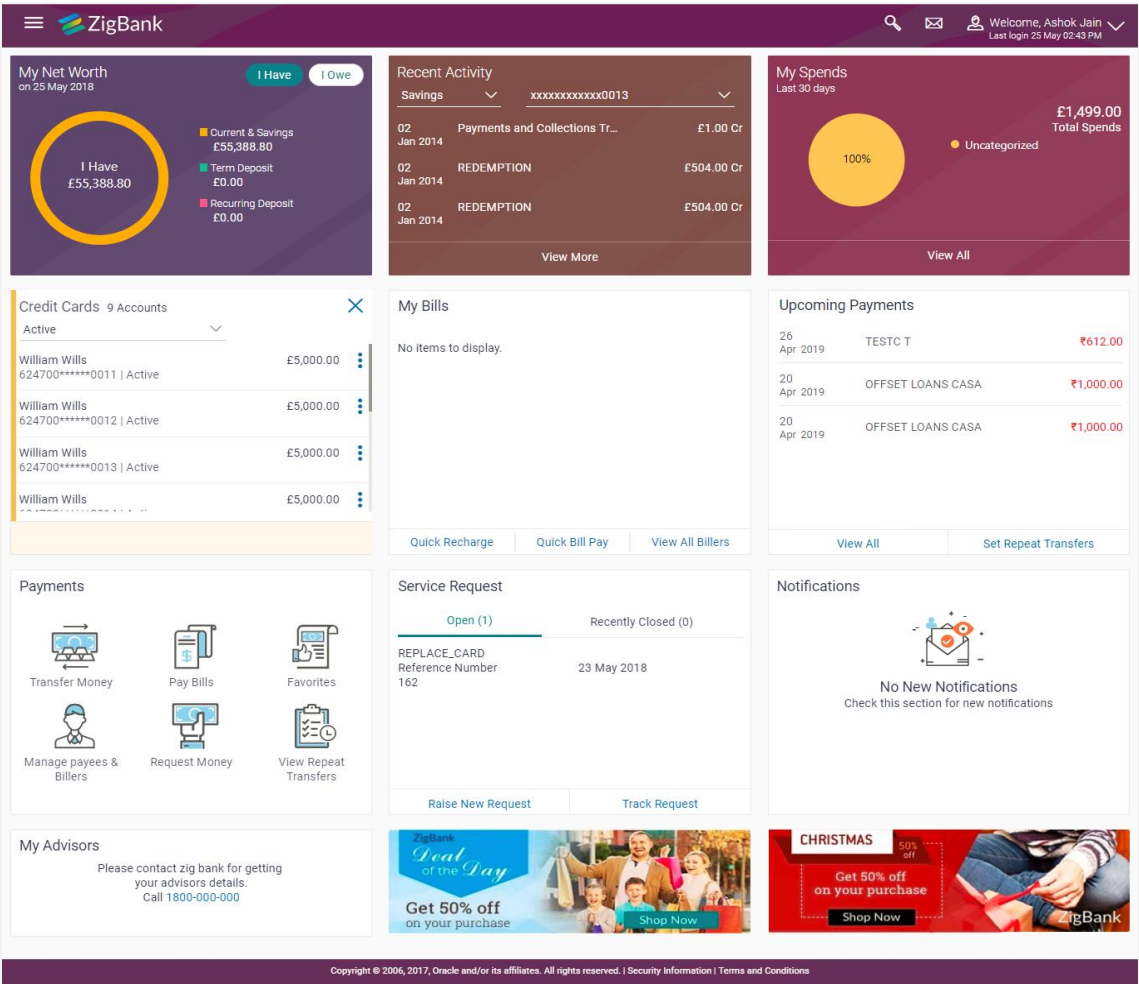 ZigBank
Welcome, Ashok Jain
Last login 25 May 02:43 PM
My Net Worth
on 25 May 2018
I Have
I Owe
I Have
£55,388.80
Current & Savings
£55,388.80
Term Deposit
£0.00
Recurring Deposit
£0.00
Recent Activity
Savings xxxxxxxxxxxx0013
02 Payments and Collections Tr... £1.00 Cr
Jan 2014
02 REDEMPTION £504.00 Cr
Jan 2014
02 REDEMPTION £504.00 Cr
Jan 2014
View More
My Spends
Last 30 days
£1,499.00
Total Spends
100%
Uncategorized
View All
Credit Cards 9 Accounts
Active
William Wills £5,000.00
624700******0011 | Active
William Wills £5,000.00
624700******0012 | Active
William Wills £5,000.00
624700******0013 | Active
William Wills £5,000.00
My Bills
No items to display.
Quick Recharge Quick Bill Pay View All Billers
Upcoming Payments
26 TESTC T ₹612.00
Apr 2019
20 OFFSET LOANS CASA ₹1,000.00
Apr 2019
20 OFFSET LOANS CASA ₹1,000.00
Apr 2019
View All Set Repeat Transfers
Payments
Transfer Money Pay Bills Favorites
Manage payees & Request Money View Repeat
Billers Transfers
Service Request
Open (1) Recently Closed (0)
REPLACE_CARD
Reference Number 23 May 2018
162
Raise New Request Track Request
Notifications
No New Notifications
Check this section for new notifications
My Advisors
Please contact zig bank for getting
your advisors details.
Call 1800-000-000
ZigBank
Deal
of the Day
Get 50% off
on your purchase
Shop Now
CHRISTMAS
50%
off
Get 50% off
on your purchase
Shop Now
ZigBank
Copyright © 2006, 2017, Oracle and/or its affiliates. All rights reserved. | Security Information | Terms and Conditions